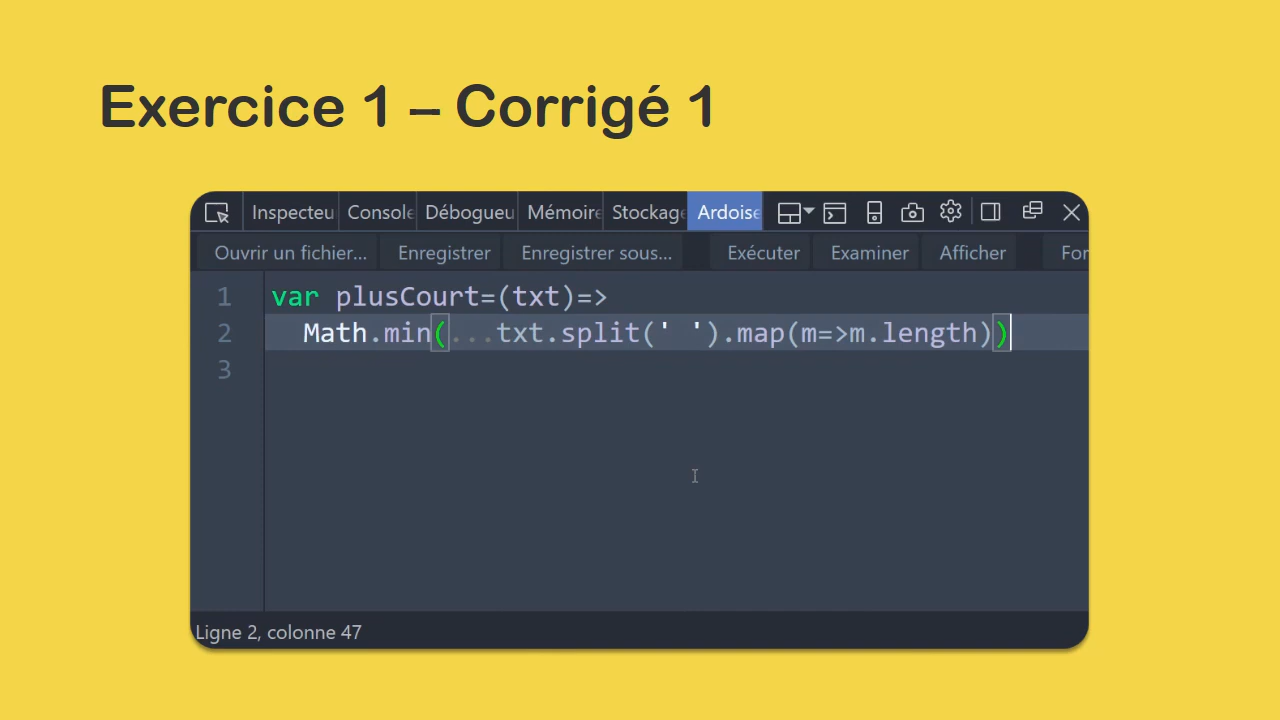 Exercice 1 – Corrigé 1
Inspecteu Console Débogueu Mémoire Stockage Ardoise
Ouvrir un fichier... Enregistrer Enregistrer sous... Exécuter Examiner Afficher For
1 var plusCourt=(txt)=>
2 Math.min(...txt.split(' ').map(m=>m.length))
3
Ligne 2, colonne 47